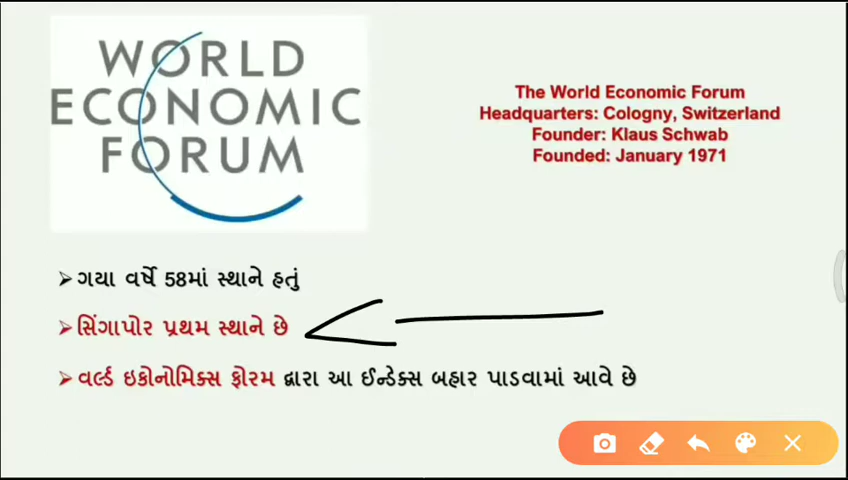 WORLD
ECONOMIC
FORUM
The World Economic Forum
Headquarters: Cologny, Switzerland
Founder: Klaus Schwab
Founded: January 1971
ગયા વર્ષે 58માં સ્થાને હતું
સિંગાપોર પ્રથમ સ્થાને છે
વર્લ્ડ ઇકોનોમિક્સ ફોરમ દ્વારા આ ઈન્ડેક્સ બહાર પાડવામાં આવે છે